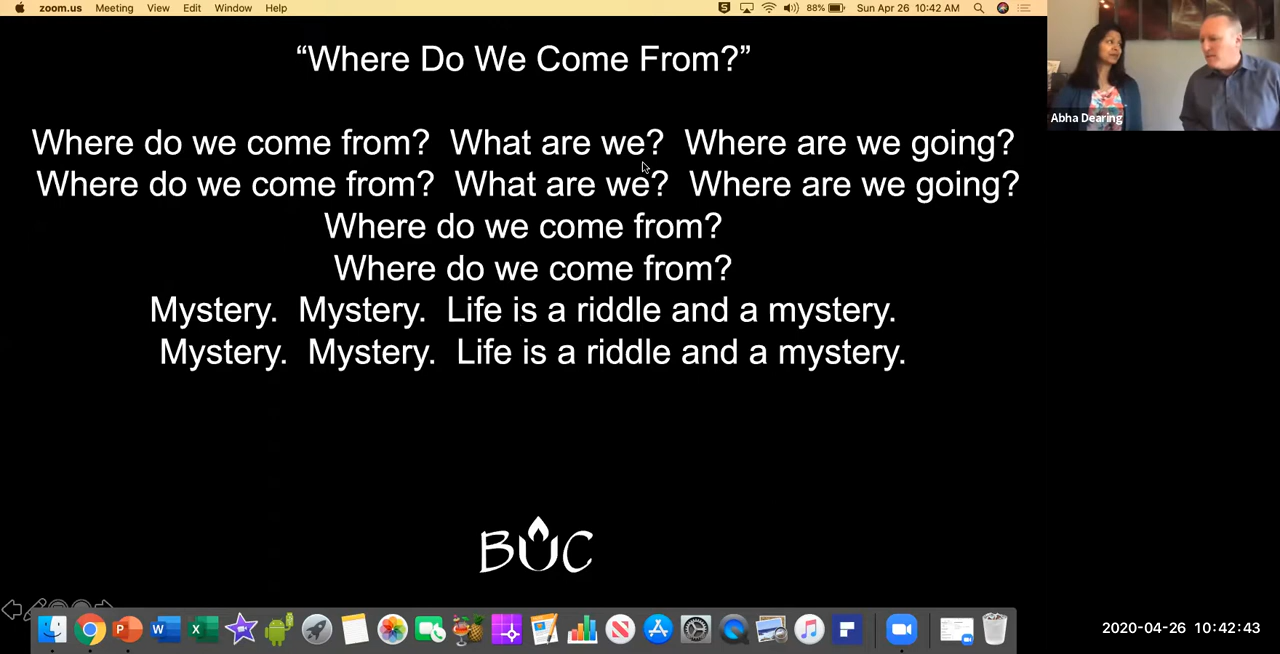 zoom.us Meeting View Edit Window Help 88% Sun Apr 26 10:42 AM
“Where Do We Come From?”
Abha Dearing
Where do we come from? What are we? Where are we going?
Where do we come from? What are we? Where are we going?
Where do we come from?
Where do we come from?
Mystery. Mystery. Life is a riddle and a mystery.
Mystery. Mystery. Life is a riddle and a mystery.
BUC
2020-04-26 10:42:43